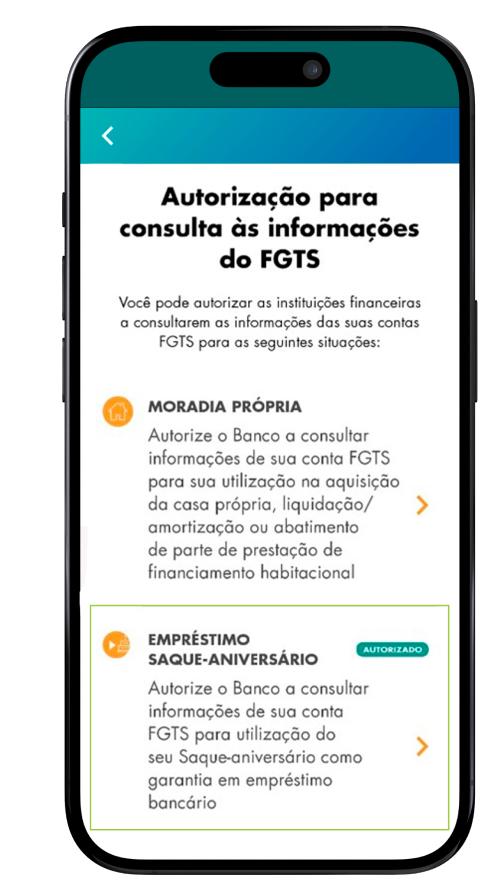 Autorização para
consulta às informações
do FGTS
Você pode autorizar as instituições financeiras
a consultarem as informações das suas contas
FGTS para as seguintes situações:
MORADIA PRÓPRIA
Autorize o Banco a consultar
informações de sua conta FGTS
para sua utilização na aquisição
da casa própria, liquidação/
amortização ou abatimento
de parte de prestação de
financiamento habitacional
EMPRÉSTIMO
SAQUE-ANIVERSÁRIO
AUTORIZADO
Autorize o Banco a consultar
informações de sua conta
FGTS para utilização do
seu Saque-aniversário como
garantia em empréstimo
bancário